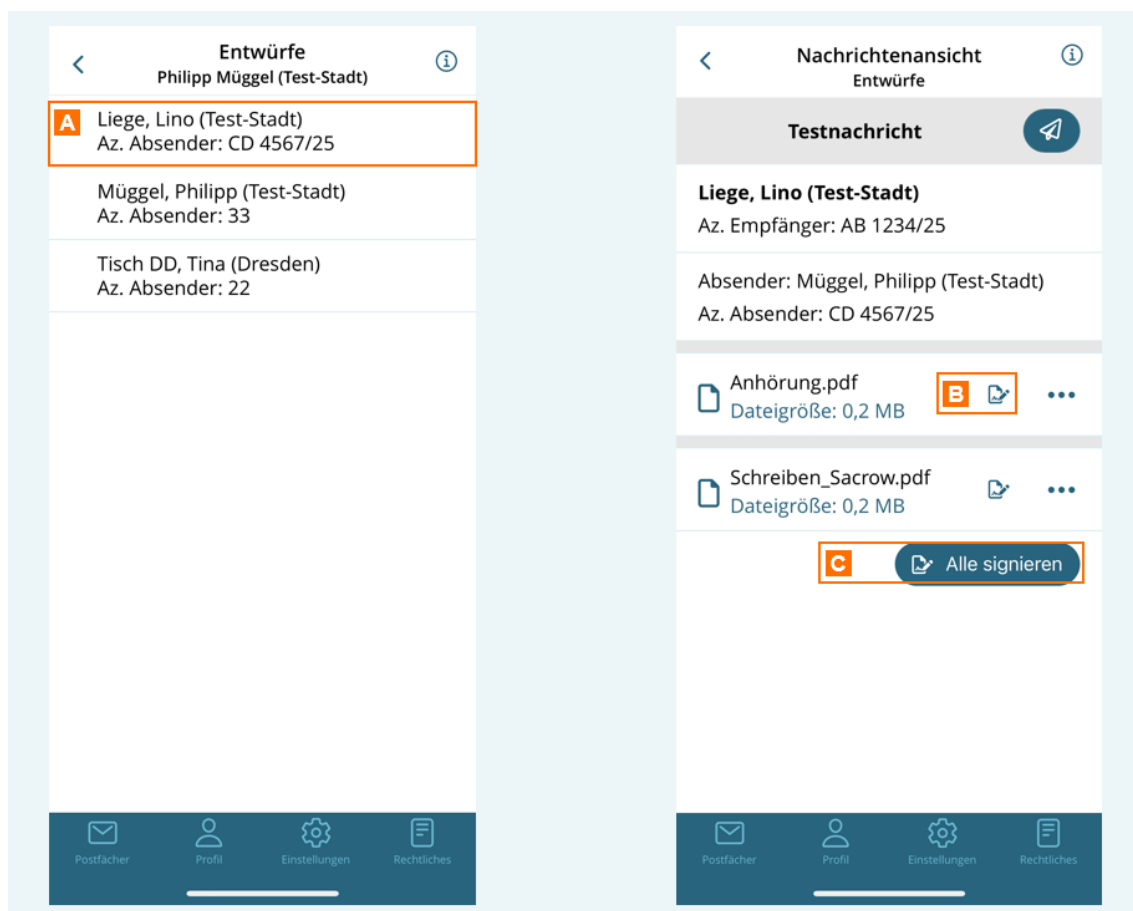 Entwürfe
Philipp Müggel (Test-Stadt)
A
Liege, Lino (Test-Stadt)
Az. Absender: CD 4567/25
Müggel, Philipp (Test-Stadt)
Az. Absender: 33
Tisch DD, Tina (Dresden)
Az. Absender: 22
Postfächer Profil Einstellungen Rechtliches
Nachrichtenansicht
Entwürfe
Testnachricht
Liege, Lino (Test-Stadt)
Az. Empfänger: AB 1234/25
Absender: Müggel, Philipp (Test-Stadt)
Az. Absender: CD 4567/25
Anhörung.pdf
Dateigröße: 0,2 MB
B
Schreiben_Sacrow.pdf
Dateigröße: 0,2 MB
C Alle signieren
Postfächer Profil Einstellungen Rechtliches